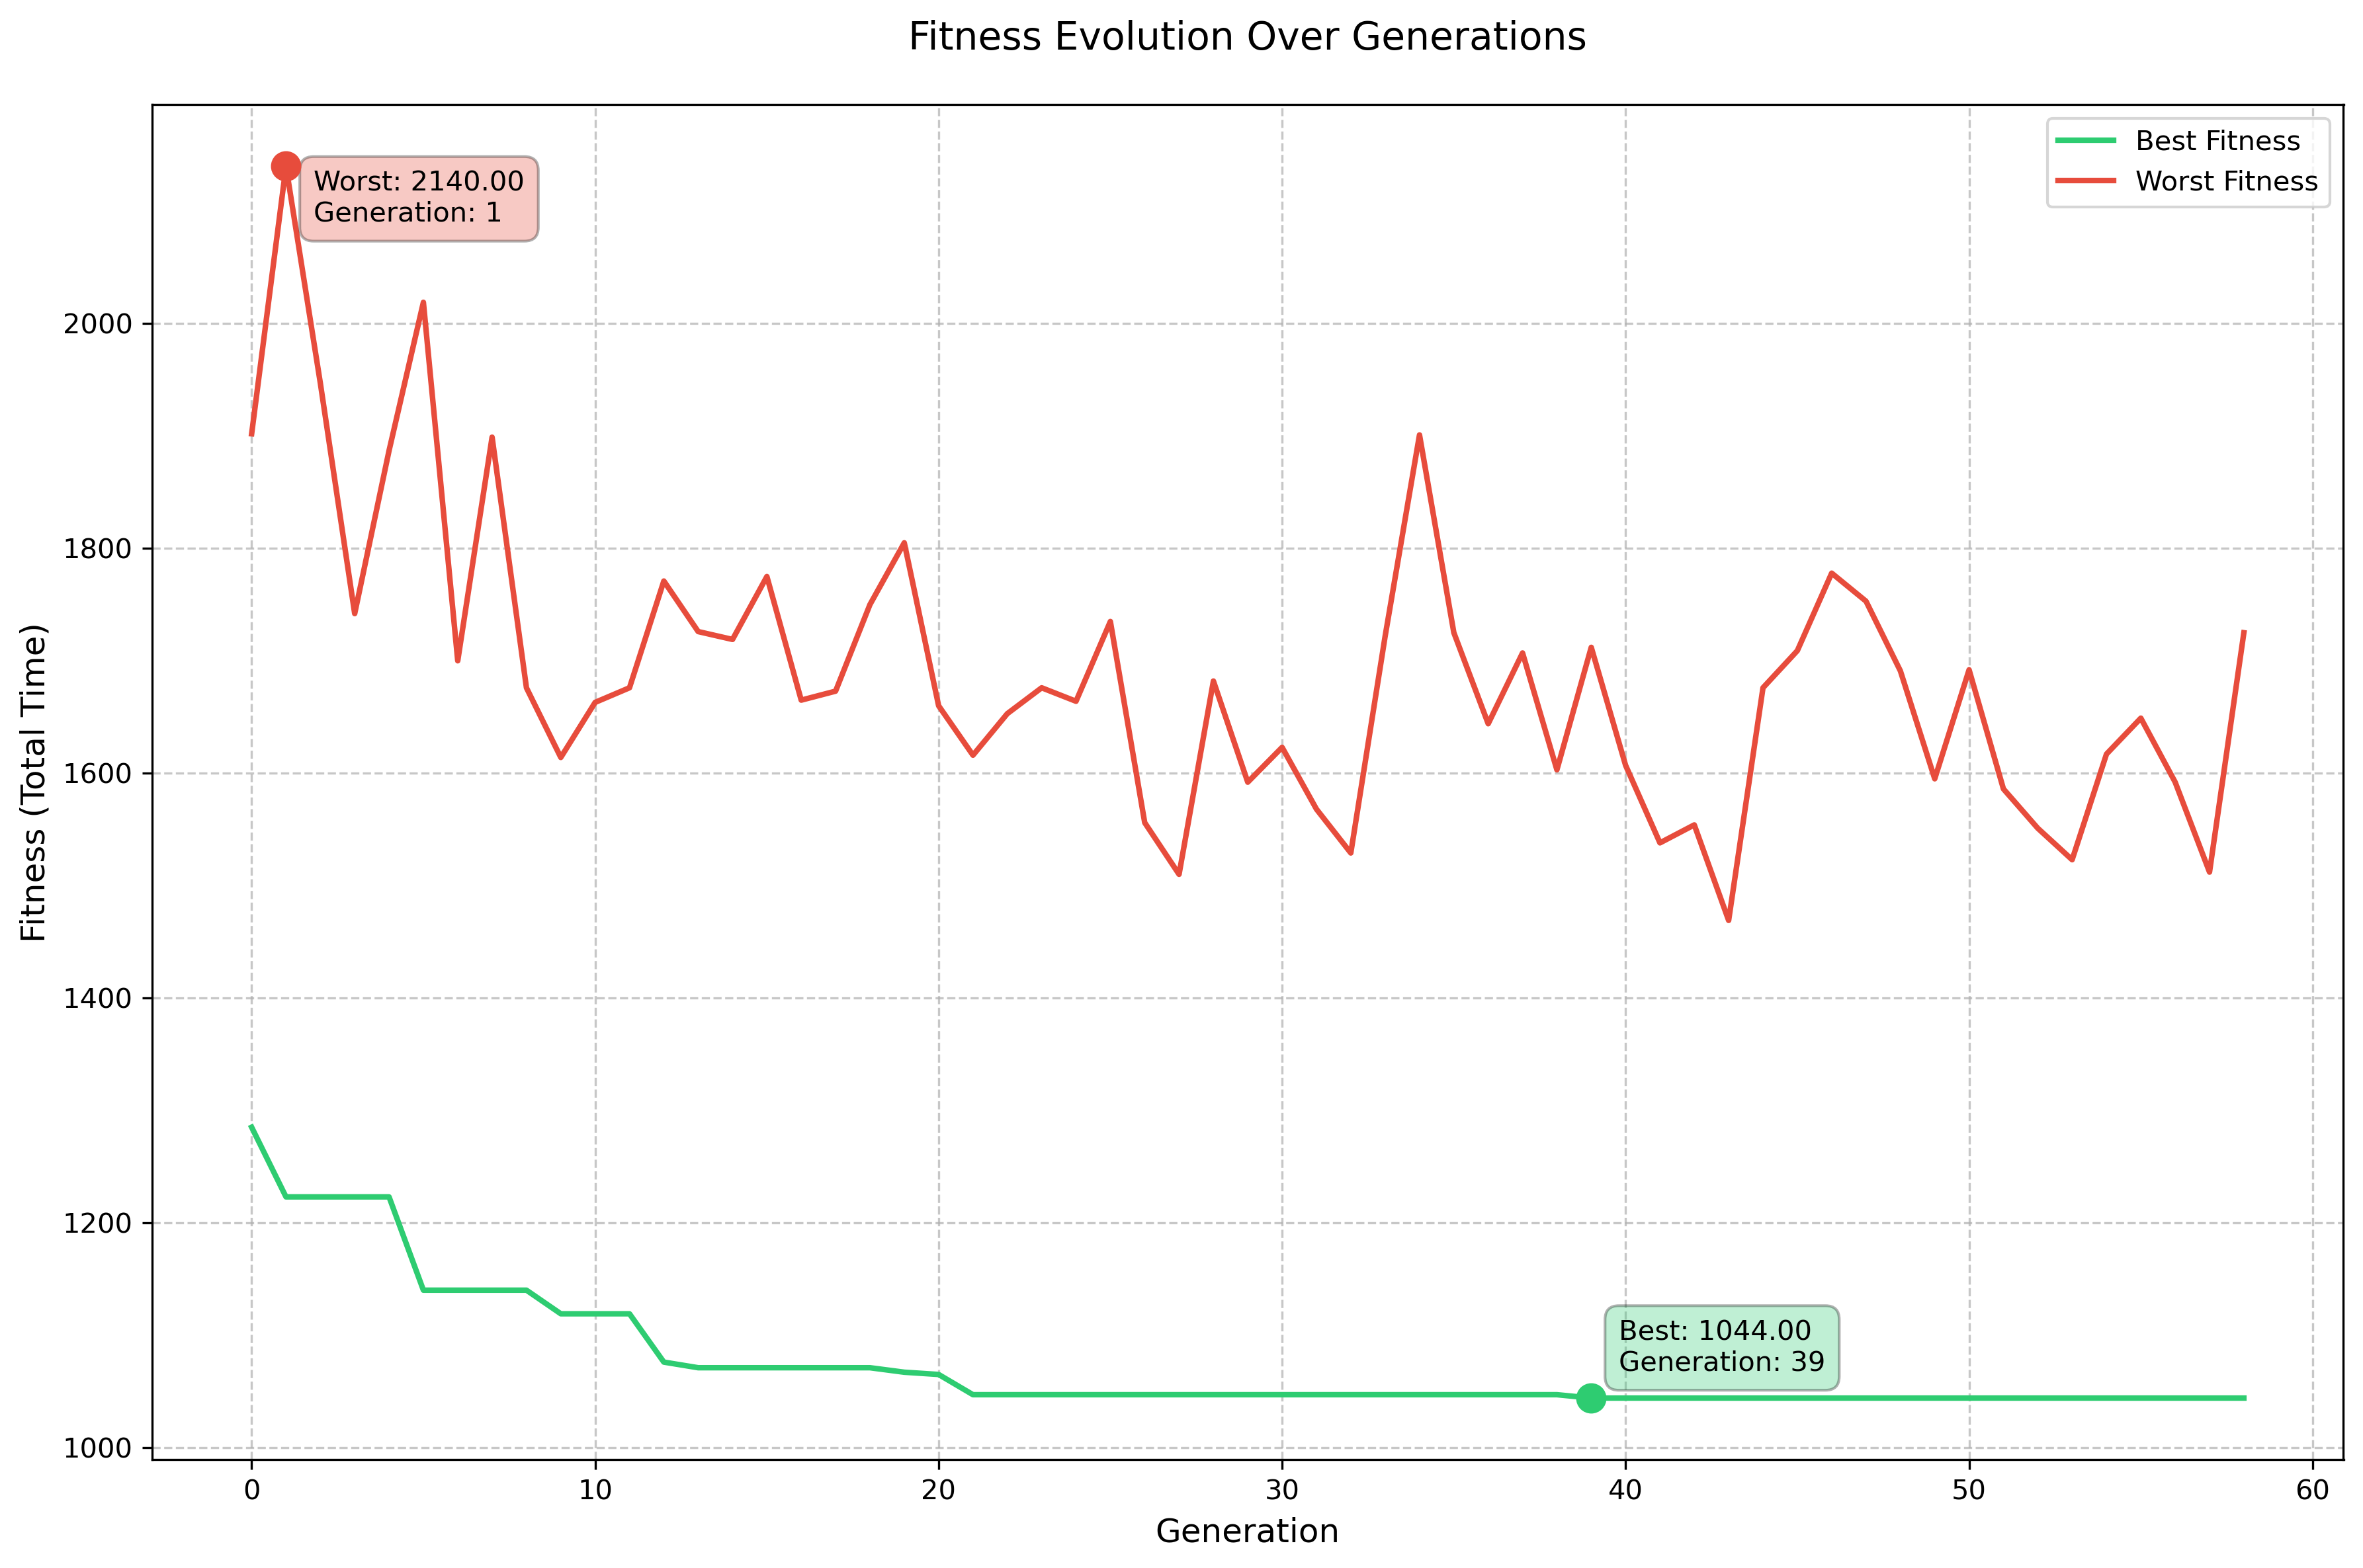 Fitness Evolution Over Generations
Best Fitness
Worst Fitness
Worst: 2140.00
Generation: 1
2000
1800
1600
1400
1200
1000
Fitness (Total Time)
Best: 1044.00
Generation: 39
0
10
20
30
40
50
60
Generation